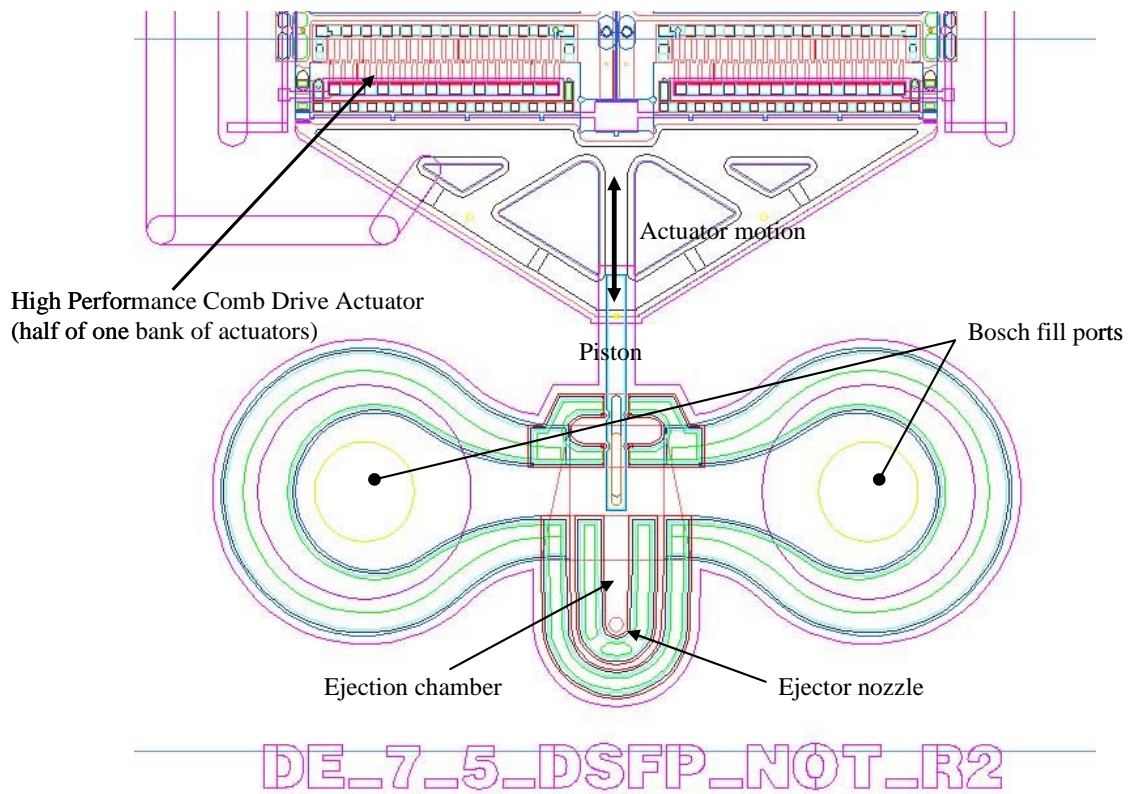 Actuator motion
High Performance Comb Drive Actuator
(half of one bank of actuators)
Piston
Bosch fill ports
Ejection chamber
Ejector nozzle
DE_7_5_DSFP_NOT_R2